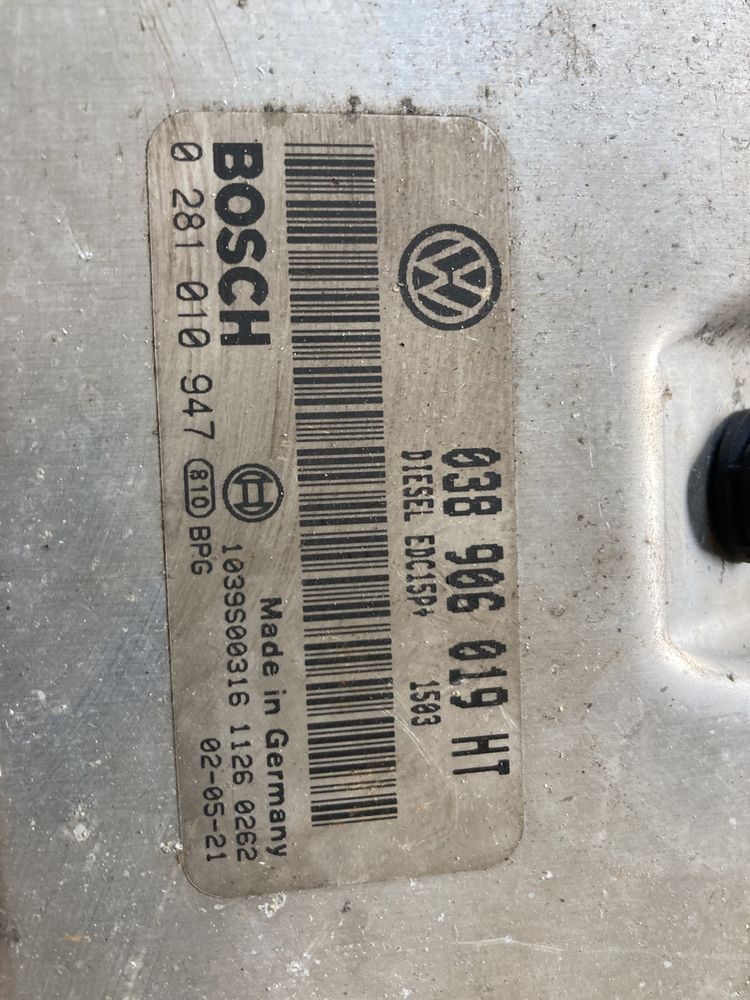 038 906 019 HT
DIESEL EDC15P+ 1503
BOSCH
Made in Germany
1039S00316 1126 0262
0 281 010 947 810 BPG 02-05-21